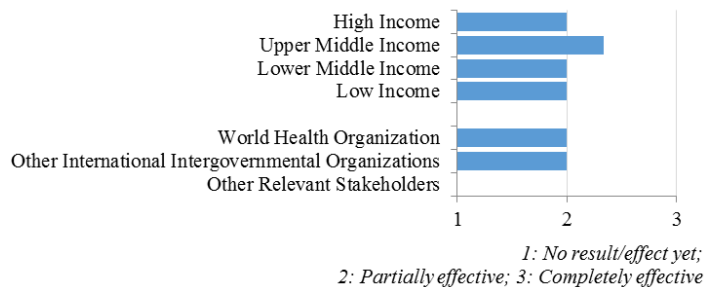 High Income
Upper Middle Income
Lower Middle Income
Low Income
World Health Organization
Other International Intergovernmental Organizations
Other Relevant Stakeholders
1 2 3
1: No result/effect yet;
2: Partially effective; 3: Completely effective